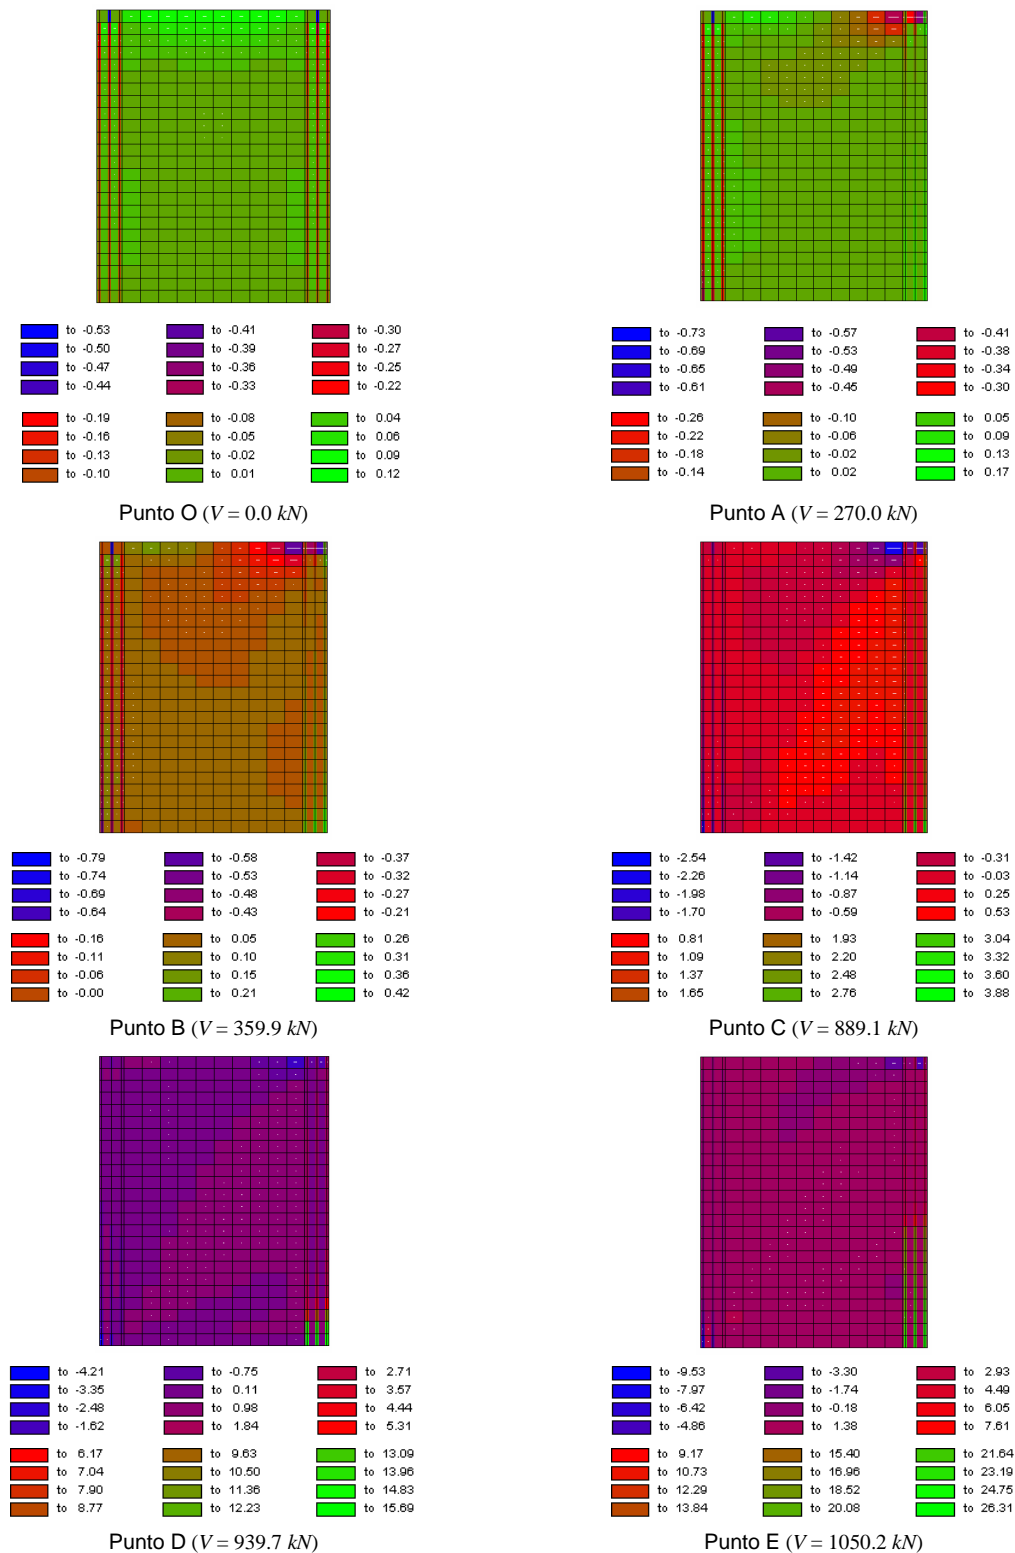 to -0.53 to -0.41 to -0.30
to -0.50 to -0.39 to -0.27
to -0.47 to -0.36 to -0.25
to -0.44 to -0.33 to -0.22
to -0.19 to -0.08 to 0.04
to -0.16 to -0.05 to 0.06
to -0.13 to -0.02 to 0.09
to -0.10 to 0.01 to 0.12
Punto O (V = 0.0 kN)
to -0.73 to -0.57 to -0.41
to -0.69 to -0.53 to -0.38
to -0.65 to -0.49 to -0.34
to -0.61 to -0.45 to -0.30
to -0.26 to -0.10 to 0.05
to -0.22 to -0.06 to 0.09
to -0.18 to -0.02 to 0.13
to -0.14 to 0.02 to 0.17
Punto A (V = 270.0 kN)
to -0.79 to -0.58 to -0.37
to -0.74 to -0.53 to -0.32
to -0.69 to -0.48 to -0.27
to -0.64 to -0.43 to -0.21
to -0.16 to 0.05 to 0.26
to -0.11 to 0.10 to 0.31
to -0.06 to 0.15 to 0.36
to -0.00 to 0.21 to 0.42
Punto B (V = 359.9 kN)
to -2.54 to -1.42 to -0.31
to -2.26 to -1.14 to -0.03
to -1.98 to -0.87 to 0.25
to -1.70 to -0.59 to 0.53
to 0.81 to 1.93 to 3.04
to 1.09 to 2.20 to 3.32
to 1.37 to 2.48 to 3.60
to 1.65 to 2.76 to 3.88
Punto C (V = 889.1 kN)
to -4.21 to -0.75 to 2.71
to -3.35 to 0.11 to 3.57
to -2.48 to 0.98 to 4.44
to -1.62 to 1.84 to 5.31
to 6.17 to 9.63 to 13.09
to 7.04 to 10.50 to 13.96
to 7.90 to 11.36 to 14.83
to 8.77 to 12.23 to 15.69
Punto D (V = 939.7 kN)
to -9.53 to -3.30 to 2.93
to -7.97 to -1.74 to 4.49
to -6.42 to -0.18 to 6.05
to -4.86 to 1.38 to 7.61
to 9.17 to 15.40 to 21.64
to 10.73 to 16.96 to 23.19
to 12.29 to 18.52 to 24.75
to 13.84 to 20.08 to 26.31
Punto E (V = 1050.2 kN)